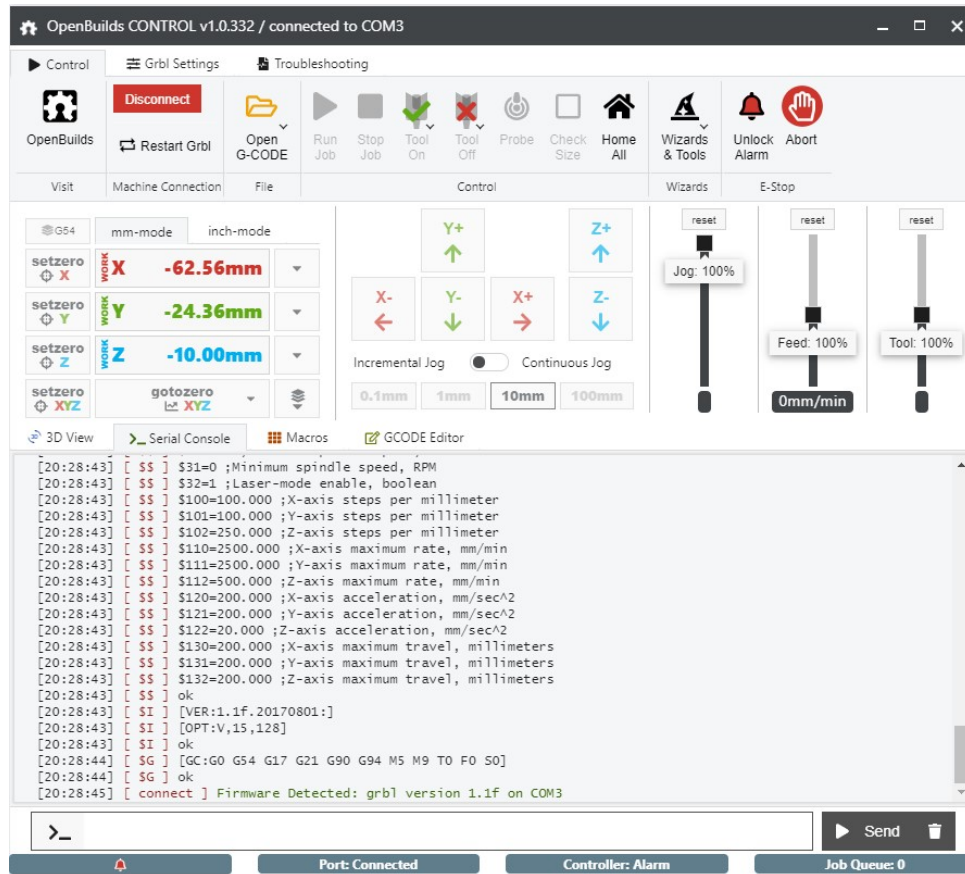 OpenBuilds CONTROL v1.0.332 / connected to COM3
Control
Grbl Settings
Troubleshooting
OpenBuilds
Disconnect
Restart Grbl
Open G-CODE
Run Job
Stop Job
Tool On
Tool Off
Probe
Check Size
Home All
Wizards & Tools
Unlock Alarm
Abort
Visit
Machine Connection
File
Control
Wizards
E-Stop
G54
mm-mode
inch-mode
setzero X
WORK X -62.56mm
setzero Y
WORK Y -24.36mm
setzero Z
WORK Z -10.00mm
setzero XYZ
gotozero XYZ
Y+
Z+
X-
Y-
X+
Z-
Incremental Jog
Continuous Jog
0.1mm
1mm
10mm
100mm
reset
Jog: 100%
reset
Feed: 100%
0mm/min
reset
Tool: 100%
3D View
>_ Serial Console
Macros
GCODE Editor
[20:28:43] [ $$ ] $31=0 ;Minimum spindle speed, RPM
[20:28:43] [ $$ ] $32=1 ;Laser-mode enable, boolean
[20:28:43] [ $$ ] $100=100.000 ;X-axis steps per millimeter
[20:28:43] [ $$ ] $101=100.000 ;Y-axis steps per millimeter
[20:28:43] [ $$ ] $102=250.000 ;Z-axis steps per millimeter
[20:28:43] [ $$ ] $110=2500.000 ;X-axis maximum rate, mm/min
[20:28:43] [ $$ ] $111=2500.000 ;Y-axis maximum rate, mm/min
[20:28:43] [ $$ ] $112=500.000 ;Z-axis maximum rate, mm/min
[20:28:43] [ $$ ] $120=200.000 ;X-axis acceleration, mm/sec^2
[20:28:43] [ $$ ] $121=200.000 ;Y-axis acceleration, mm/sec^2
[20:28:43] [ $$ ] $122=20.000 ;Z-axis acceleration, mm/sec^2
[20:28:43] [ $$ ] $130=200.000 ;X-axis maximum travel, millimeters
[20:28:43] [ $$ ] $131=200.000 ;Y-axis maximum travel, millimeters
[20:28:43] [ $$ ] $132=200.000 ;Z-axis maximum travel, millimeters
[20:28:43] [ $$ ] ok
[20:28:43] [ $I ] [VER:1.1f.20170801:]
[20:28:43] [ $I ] [OPT:V,15,128]
[20:28:43] [ $I ] ok
[20:28:44] [ $G ] [GC:G0 G54 G17 G21 G90 G94 M5 M9 T0 F0 S0]
[20:28:44] [ $G ] ok
[20:28:45] [ connect ] Firmware Detected: grbl version 1.1f on COM3
>_
Send
Port: Connected
Controller: Alarm
Job Queue: 0